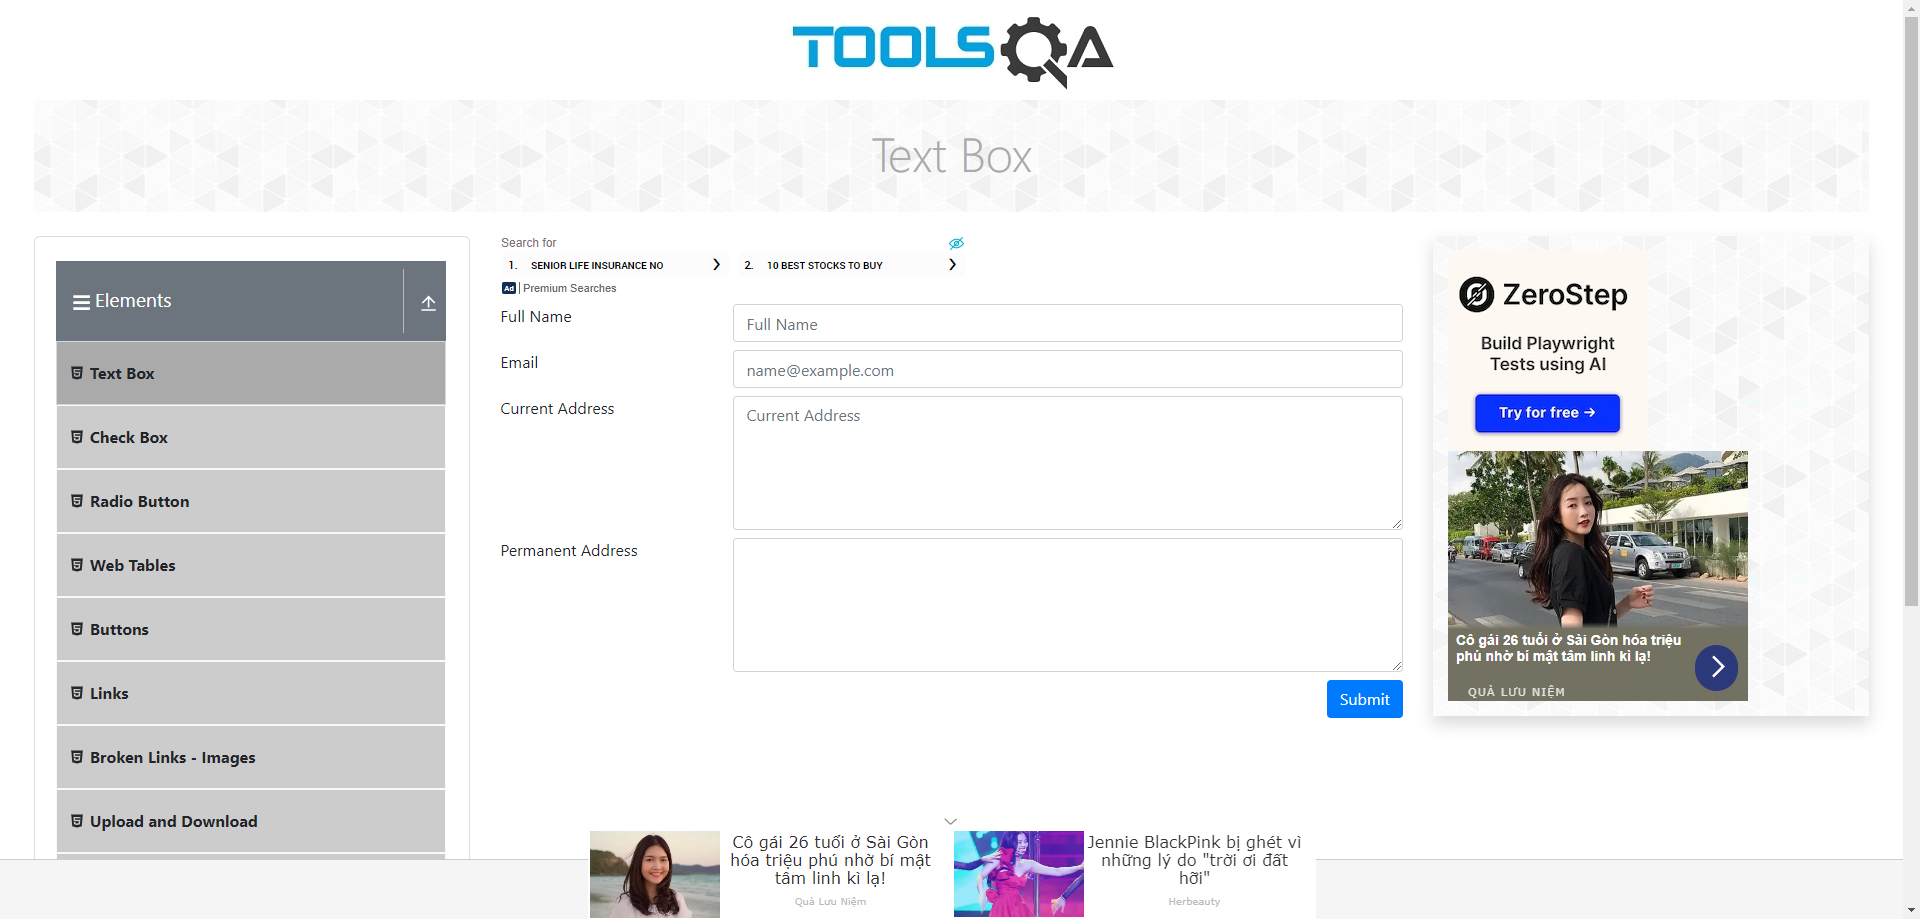 TOOLSQA
Text Box
Elements
Text Box
Check Box
Radio Button
Web Tables
Buttons
Links
Broken Links - Images
Upload and Download
Search for
1. SENIOR LIFE INSURANCE NO
2. 10 BEST STOCKS TO BUY
Ad | Premium Searches
Full Name
Full Name
Email
name@example.com
Current Address
Current Address
Permanent Address
Submit
ZeroStep
Build Playwright
Tests using AI
Try for free →
Cô gái 26 tuổi ở Sài Gòn hóa triệu
phú nhờ bí mật tâm linh kì lạ!
QUÀ LƯU NIỆM
Cô gái 26 tuổi ở Sài Gòn
hóa triệu phú nhờ bí mật
tâm linh kì lạ!
Quà Lưu Niệm
Jennie BlackPink bị ghét vì
những lý do "trời ơi đất
hỡi"
Herbeauty